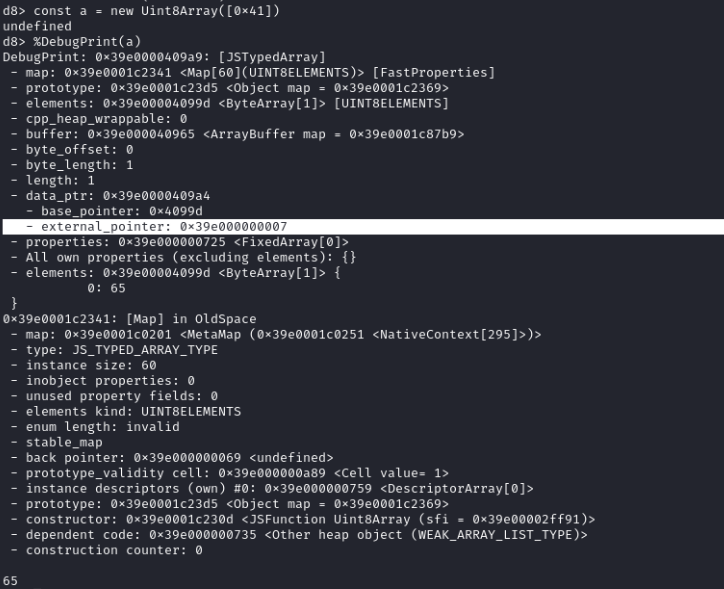 d8> const a = new Uint8Array([0×41])
undefined
d8> %DebugPrint(a)
DebugPrint: 0×39e0000409a9: [JSTypedArray]
- map: 0×39e0001c2341 <Map[60](UINT8ELEMENTS)> [FastProperties]
- prototype: 0×39e0001c23d5 <Object map = 0×39e0001c2369>
- elements: 0×39e00004099d <ByteArray[1]> [UINT8ELEMENTS]
- cpp_heap_wrappable: 0
- buffer: 0×39e000040965 <ArrayBuffer map = 0×39e0001c87b9>
- byte_offset: 0
- byte_length: 1
- length: 1
- data_ptr: 0×39e0000409a4
- base_pointer: 0×4099d
- external_pointer: 0×39e000000007
- properties: 0×39e000000725 <FixedArray[0]>
- All own properties (excluding elements): {}
- elements: 0×39e00004099d <ByteArray[1]> {
0: 65
}
0×39e0001c2341: [Map] in OldSpace
- map: 0×39e0001c0201 <MetaMap (0×39e0001c0251 <NativeContext[295]>)>
- type: JS_TYPED_ARRAY_TYPE
- instance size: 60
- inobject properties: 0
- unused property fields: 0
- elements kind: UINT8ELEMENTS
- enum length: invalid
- stable_map
- back pointer: 0×39e000000069 <undefined>
- prototype_validity cell: 0×39e000000a89 <Cell value= 1>
- instance descriptors (own) #0: 0×39e000000759 <DescriptorArray[0]>
- prototype: 0×39e0001c23d5 <Object map = 0×39e0001c2369>
- constructor: 0×39e0001c230d <JSFunction Uint8Array (sfi = 0×39e00002ff91)>
- dependent code: 0×39e000000735 <Other heap object (WEAK_ARRAY_LIST_TYPE)>
- construction counter: 0
65